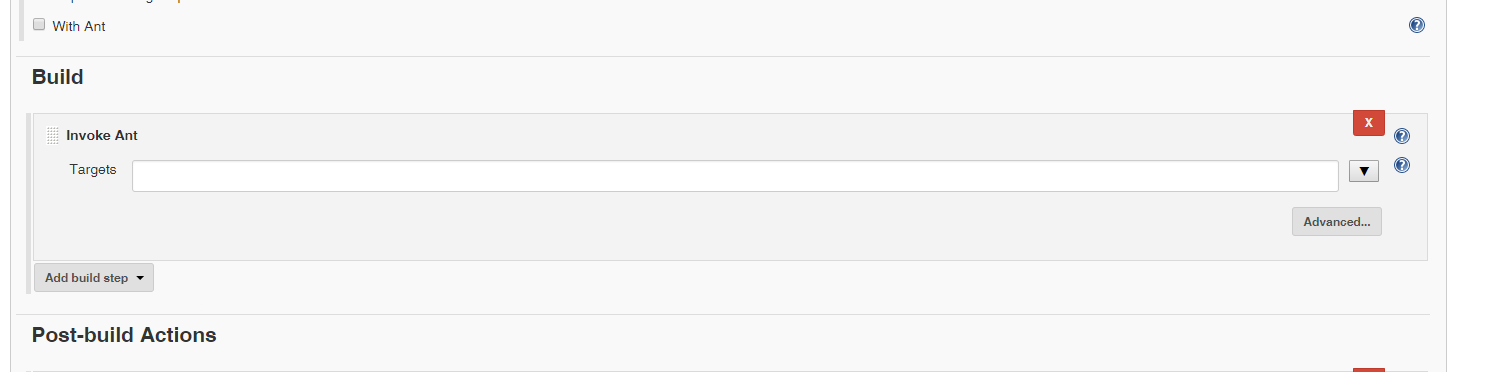 With Ant
?
Build
Invoke Ant
X
?
Targets
▼
?
Advanced...
Add build step
Post-build Actions